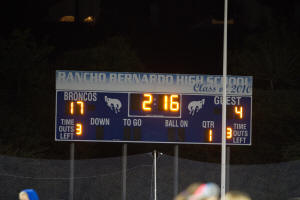 RANCHO BERNARDO HIGH SCHOOL
Class of 2010
BRONCOS 2:16 GUEST
17 4
TIME OUTS LEFT 3 DOWN TO GO BALL ON QTR 1 TIME OUTS LEFT 3